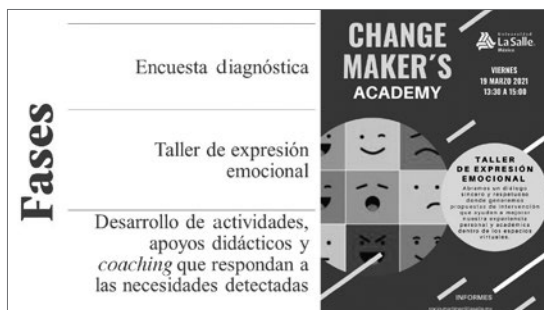 Fases
Encuesta diagnóstica
Taller de expresión
emocional
Desarrollo de actividades,
apoyos didácticos y
coaching que respondan a
las necesidades detectadas
CHANGE
MAKER´S
ACADEMY
Universidad
La Salle
México
VIERNES
19 MARZO 2021
13:30 A 15:00
TALLER
DE EXPRESIÓN
EMOCIONAL
Abramos un diálogo
sincero y respetuoso
donde generemos
propuestas de intervención
que ayuden a mejorar
nuestra experiencia
personal y académica
dentro de los espacios
virtuales.
INFORMES